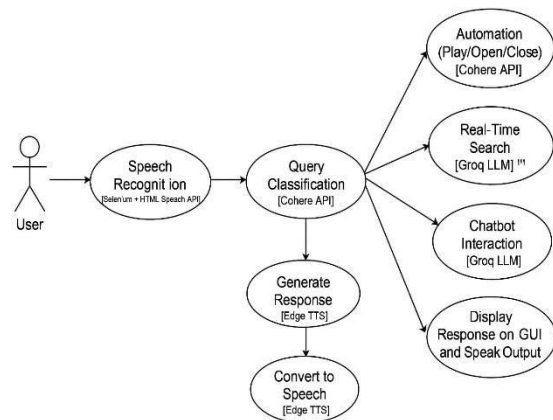 User
Speech
Recognit ion
[Selen'um + HTML Speach API]
Query
Classification
[Cohere API]
Generate
Response
[Edge TTS]
Convert to
Speech
[Edge TTS]
Automation
(Play/Open/Close)
[Cohere API]
Real-Time
Search
[Groq LLM] "'
Chatbot
Interaction
[Groq LLM]
Display
Response on GUI
and Speak Output